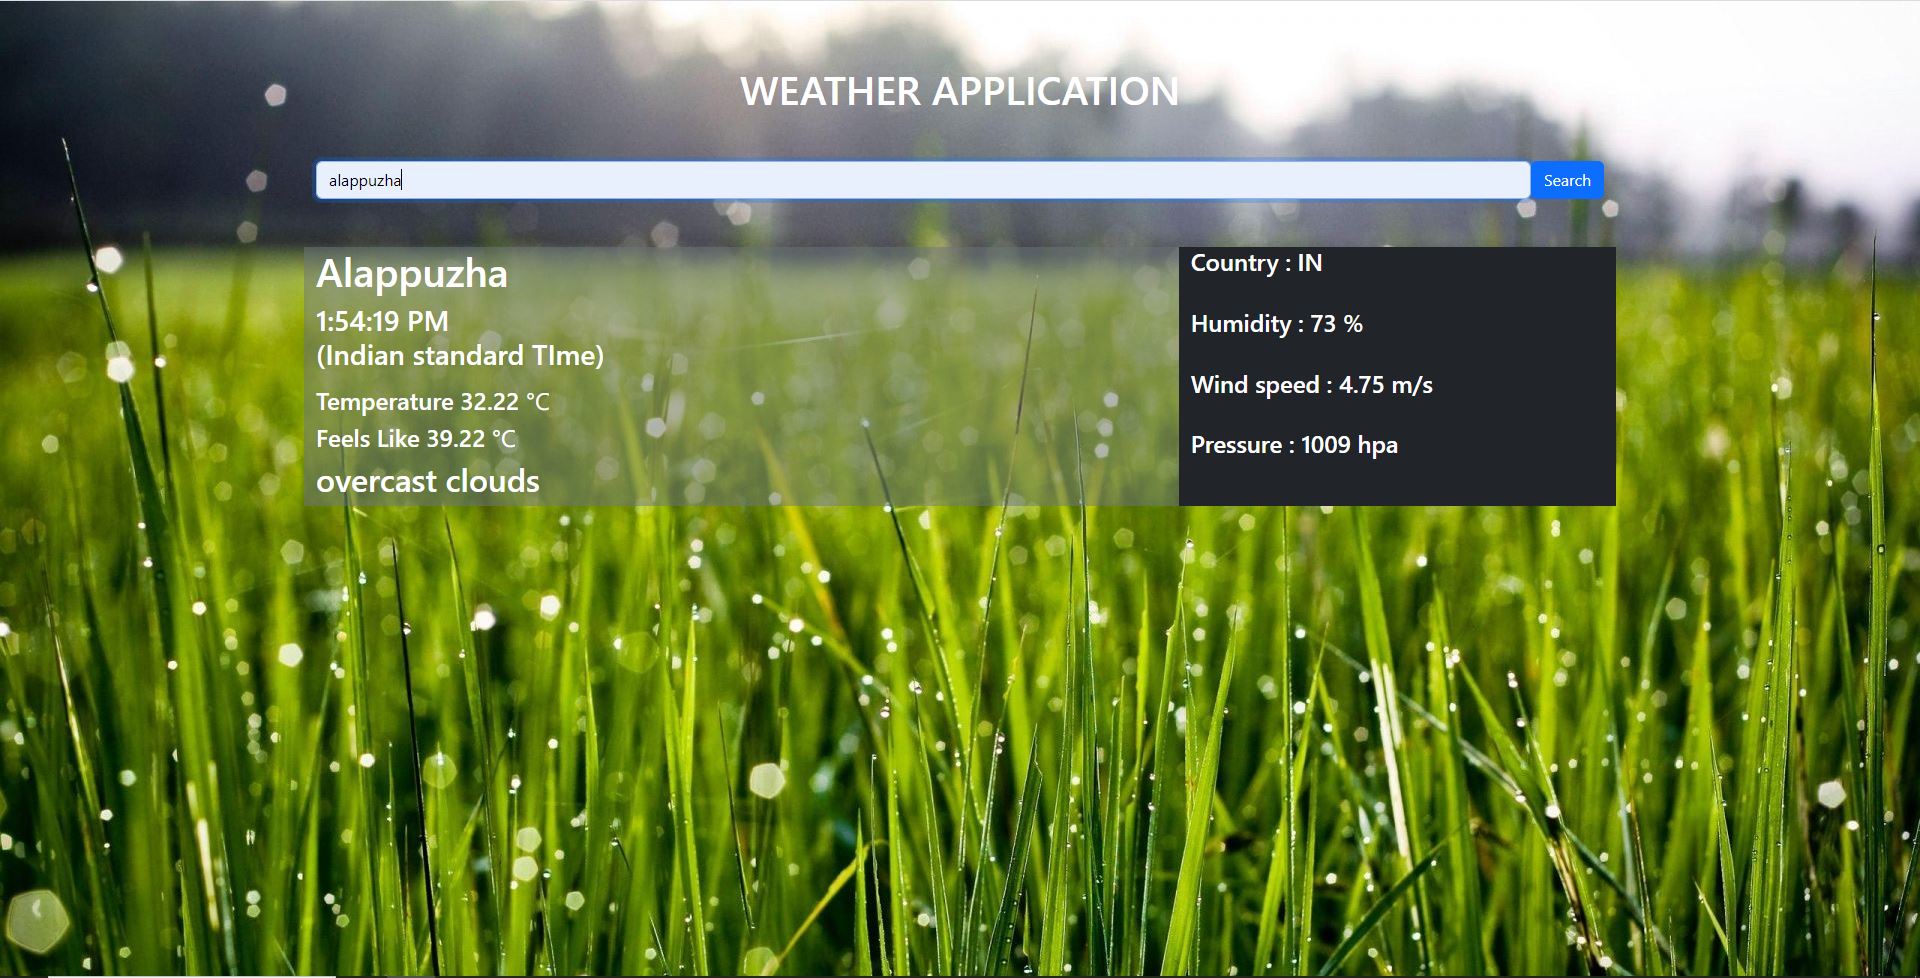 WEATHER APPLICATION
alappuzha
Search
Alappuzha
1:54:19 PM
(Indian standard TIme)
Temperature 32.22 °C
Feels Like 39.22 °C
overcast clouds
Country : IN
Humidity : 73 %
Wind speed : 4.75 m/s
Pressure : 1009 hpa